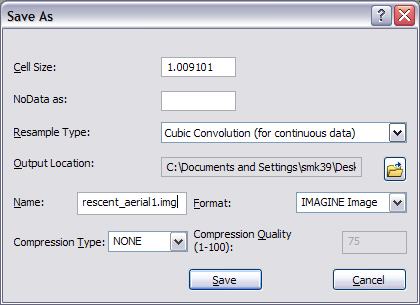 Save As
Cell Size: 1.009101
NoData as:
Resample Type: Cubic Convolution (for continuous data)
Output Location: C:\Documents and Settings\smk39\Desk
Name: rescent_aerial1.img Format: IMAGINE Image
Compression Type: NONE Compression Quality
(1-100): 75
Save Cancel